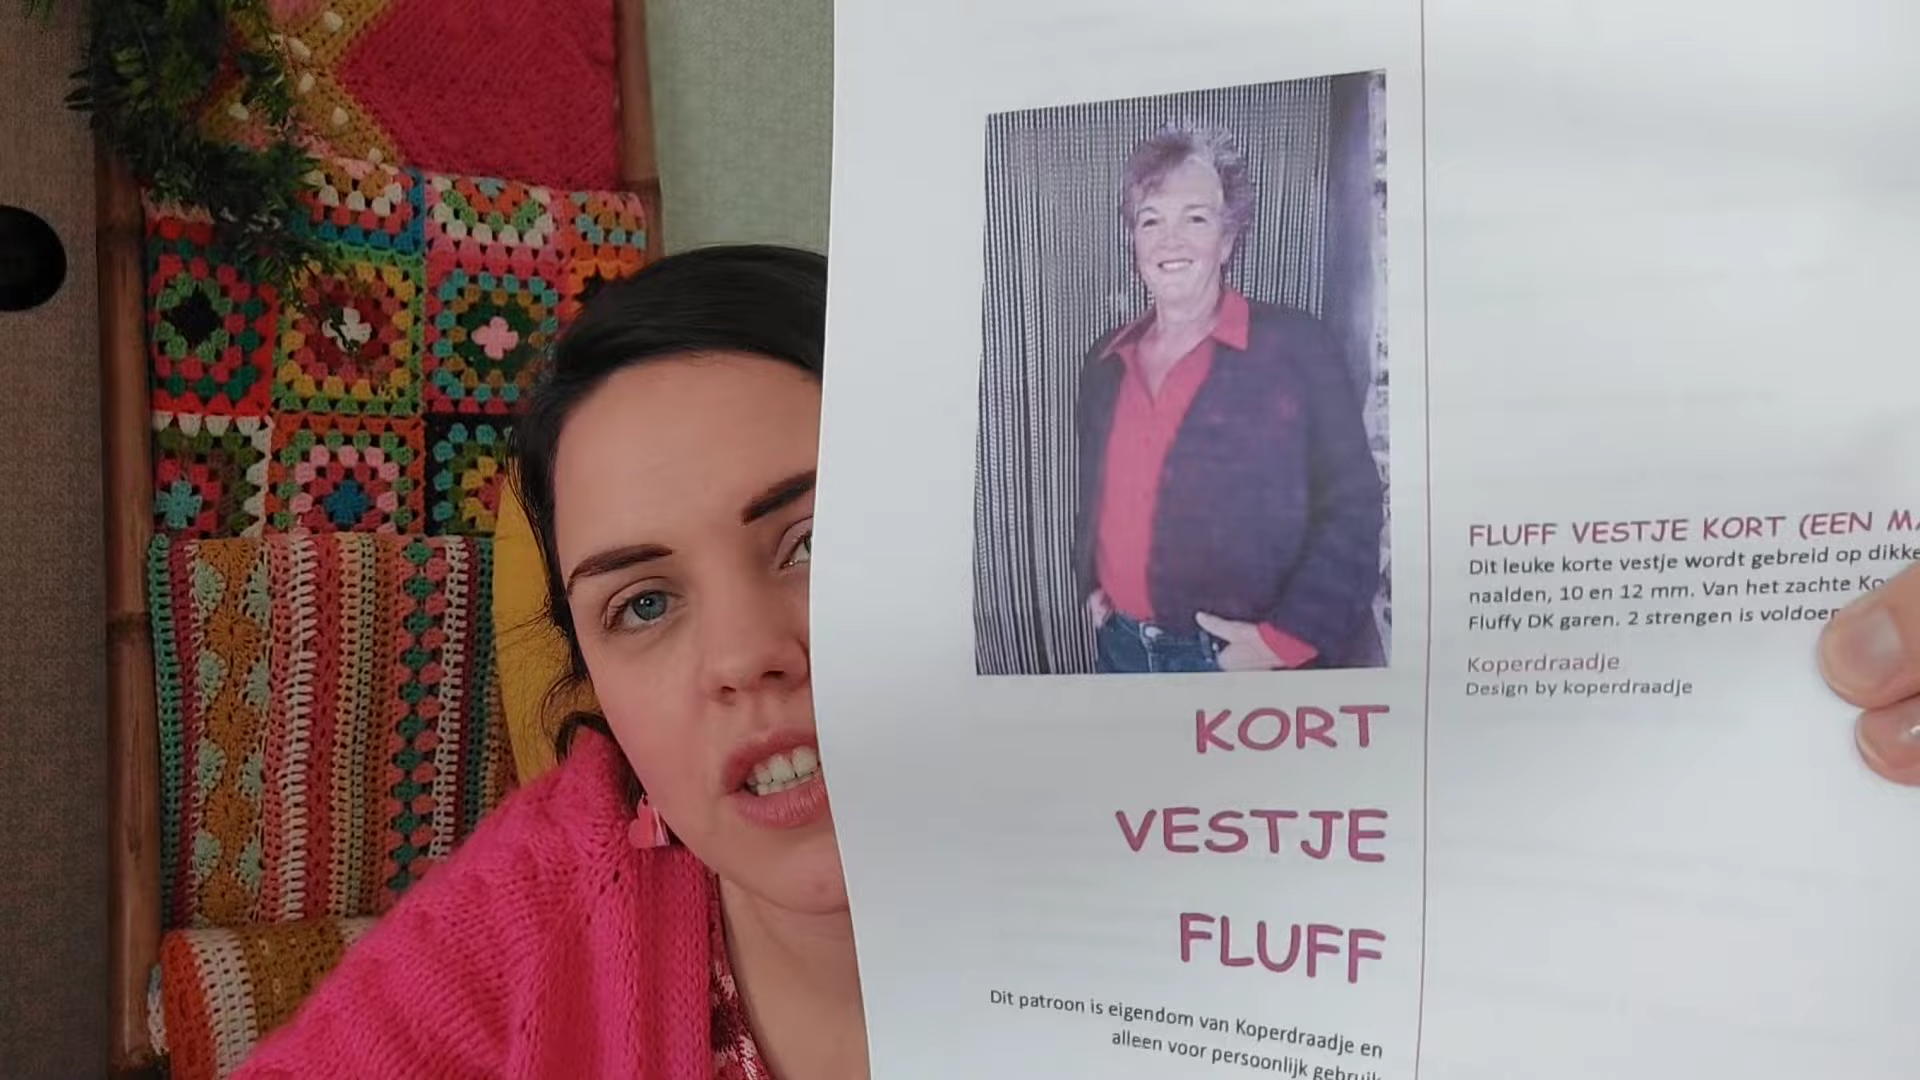 KORT
VESTJE
FLUFF
Dit patroon is eigendom van Koperdraadje en
alleen voor persoonlijk gebruik
FLUFF VESTJE KORT (EEN
Dit leuke korte vestje wordt gebreid op dikke
naalden, 10 en 12 mm. Van het zachte
Fluffy DK garen. 2 strengen is
Koperdraadje
Design by koperdraadje